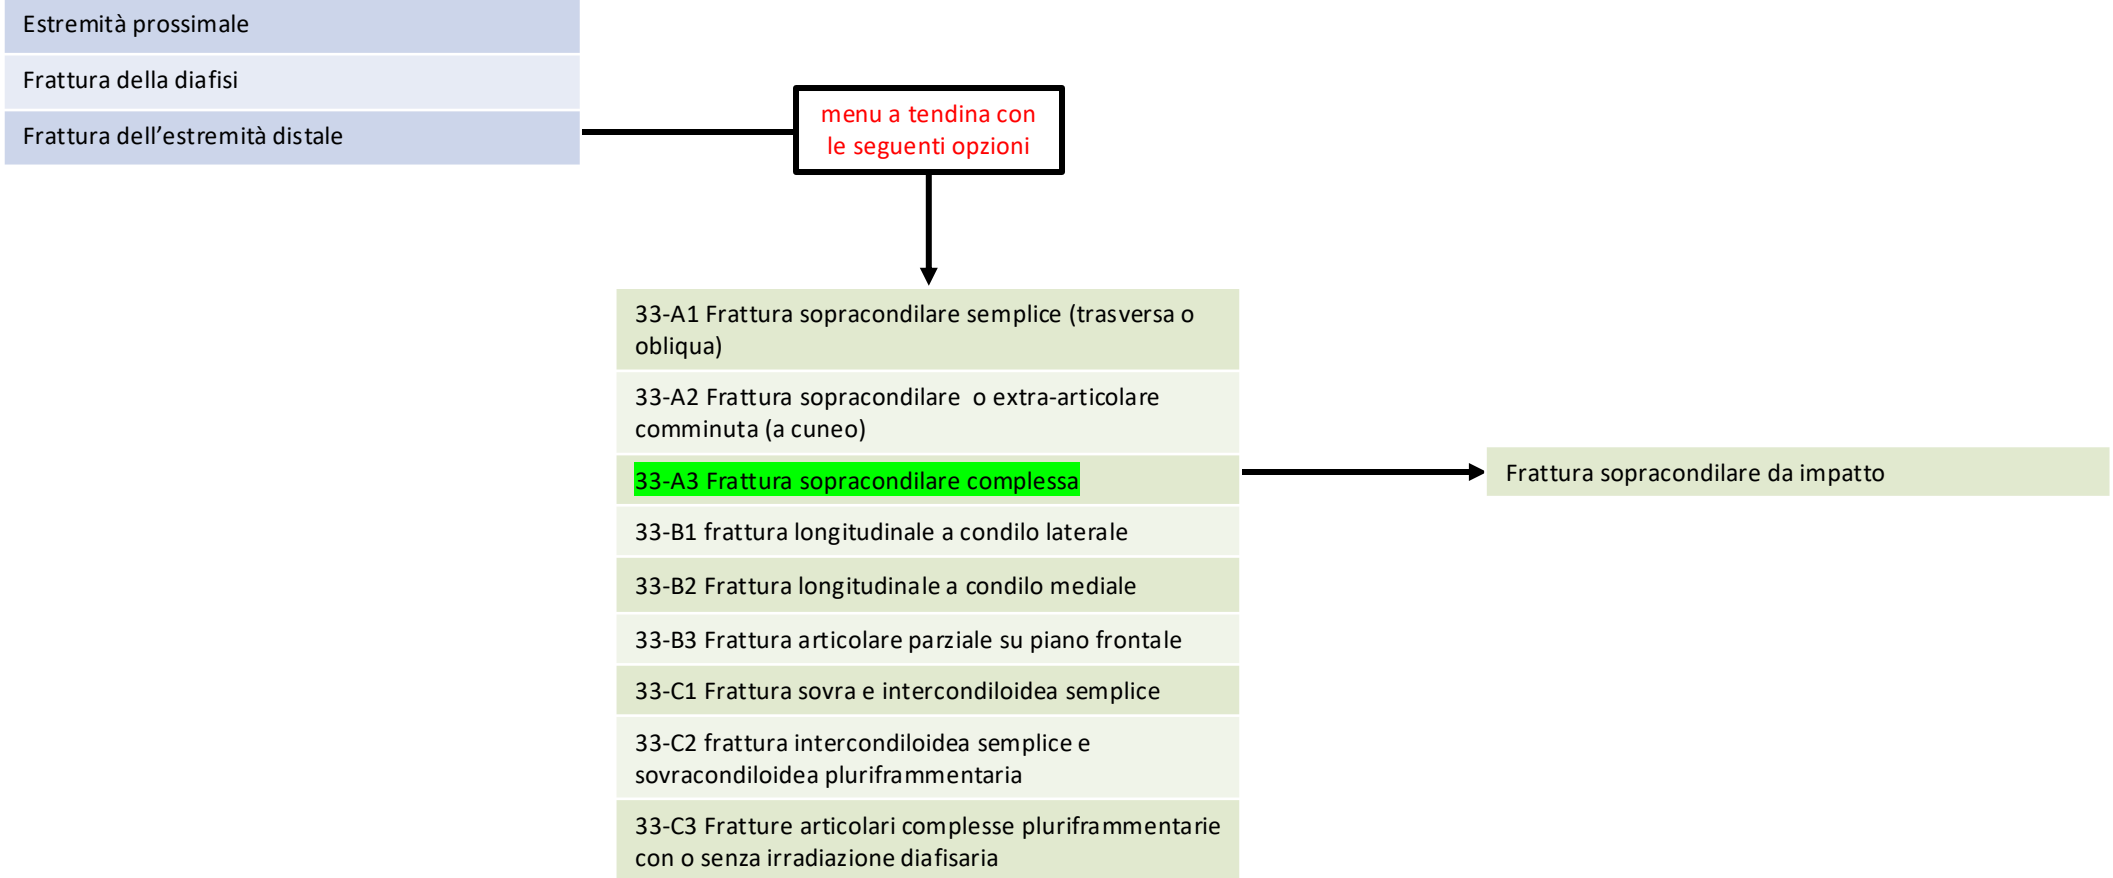 Estremità prossimale
Frattura della diafisi
Frattura dell’estremità distale
menu a tendina con
le seguenti opzioni
33-A1 Frattura sopracondilare semplice (trasversa o
obliqua)
33-A2 Frattura sopracondilare  o extra-articolare
comminuta (a cuneo)
33-A3 Frattura sopracondilare complessa
Frattura sopracondilare da impatto
33-B1 frattura longitudinale a condilo laterale
33-B2 Frattura longitudinale a condilo mediale
33-B3 Frattura articolare parziale su piano frontale
33-C1 Frattura sovra e intercondiloidea semplice
33-C2 frattura intercondiloidea semplice e
sovracondiloidea pluriframmentaria
33-C3 Fratture articolari complesse pluriframmentarie
con o senza irradiazione diafisaria